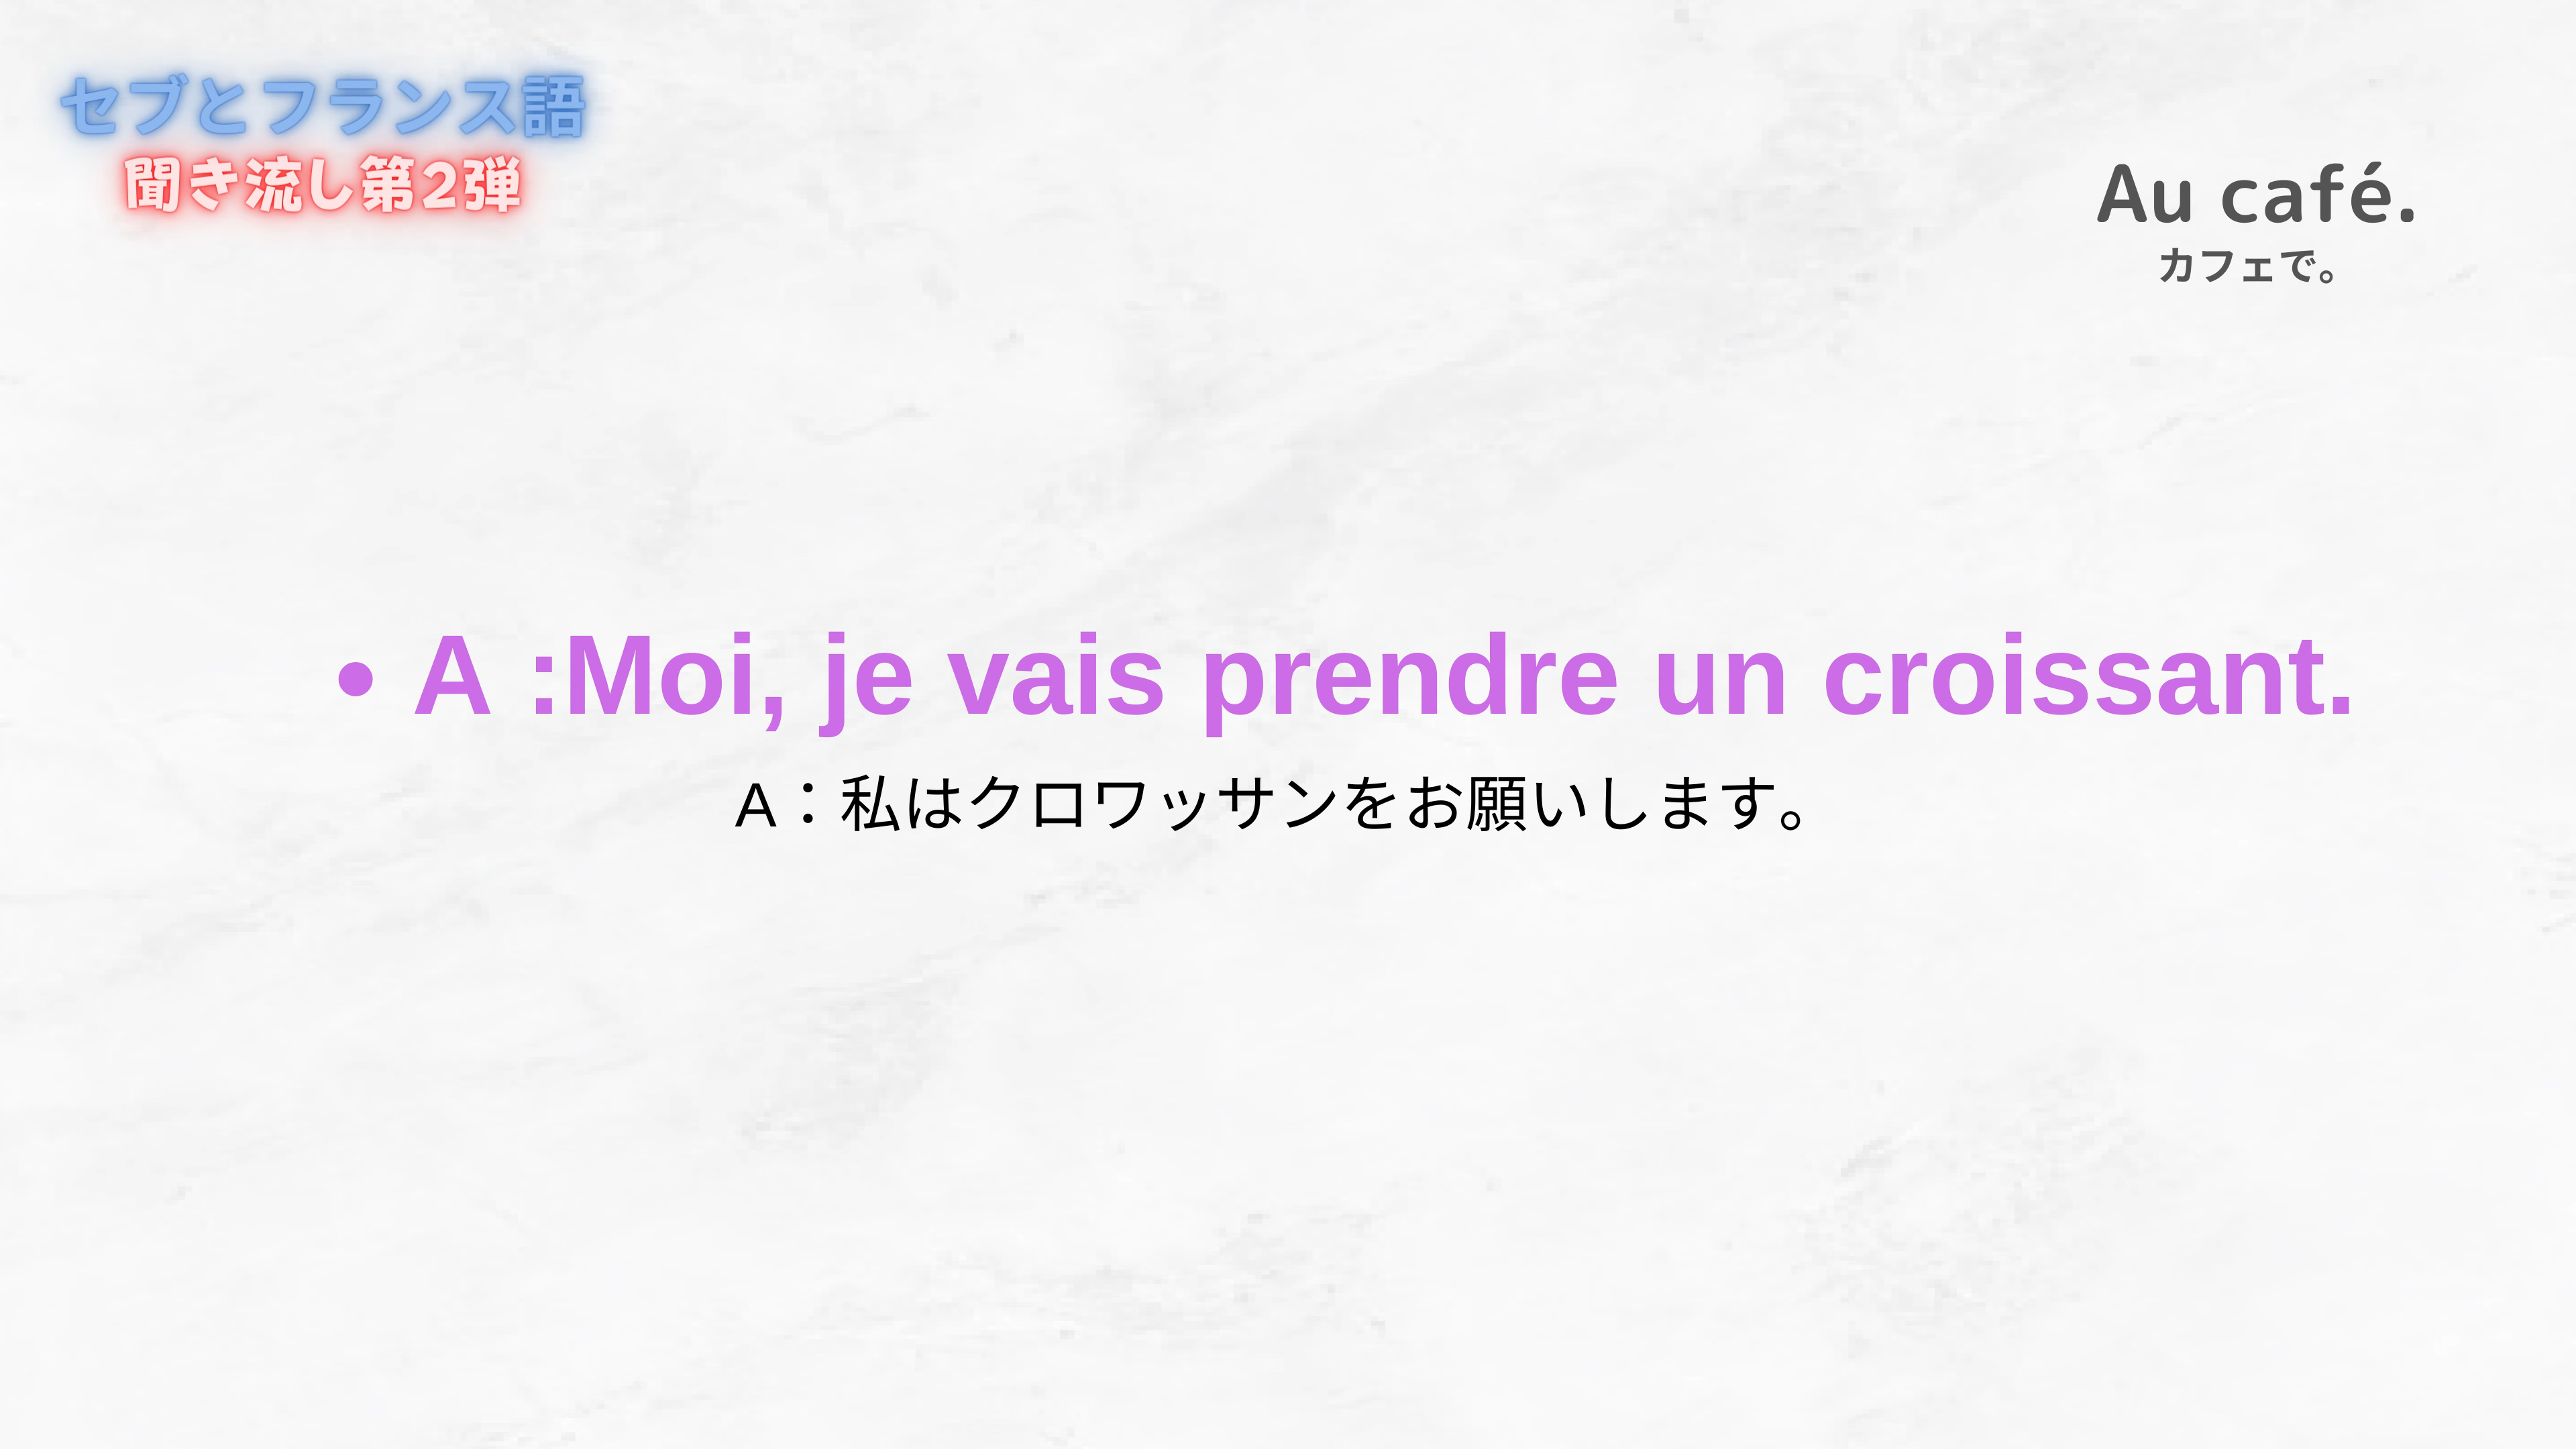 セブとフランス語
聞き流し第2弾
Au café.
カフェで。
• A :Moi, je vais prendre un croissant.
A：私はクロワッサンをお願いします。